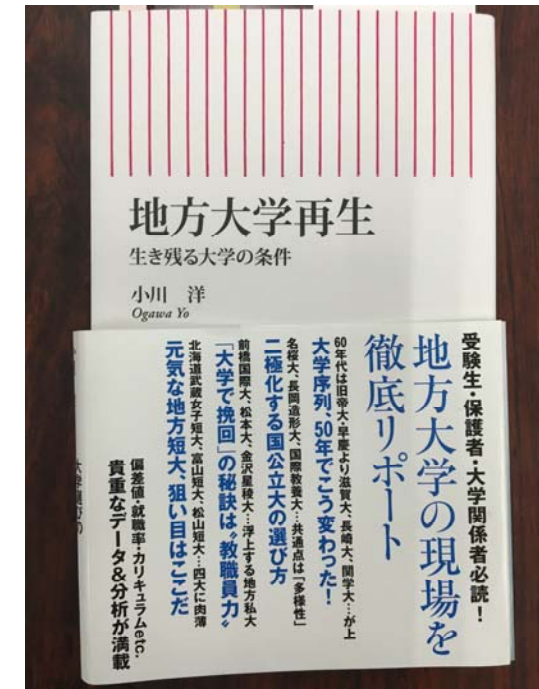 地方大学再生
生き残る大学の条件
小川 洋
Ogawa Yo
受験生・保護者・大学関係者必読！
地方大学の現場を
徹底リポート
60年代は旧帝大・早慶より滋賀大、長崎大、関学大…が上
大学序列、50年でこう変わった！
名桜大、長岡造形大、国際教養大…共通点は「多様性」
二極化する国公立大の選び方
前橋国際大、松本大、金沢星稜大…浮上する地方私大
「大学で挽回」の秘訣は“教職員力”
北海道武蔵女子短大、富山短大、松山短大…四大に肉薄
元気な地方短大、狙い目はここだ
偏差値・就職率・カリキュラムetc.
貴重なデータ&分析が満載